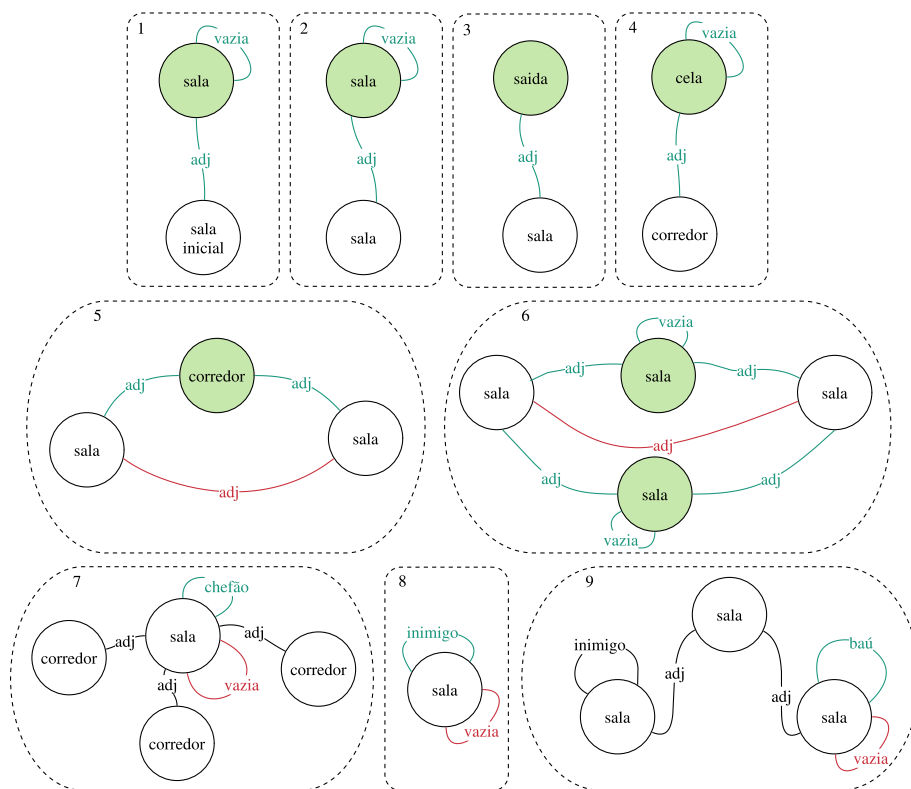 1
vazia
sala
adj
sala
inicial
2
vazia
sala
adj
sala
3
saida
adj
sala
4
vazia
cela
adj
corredor
5
corredor
adj
adj
sala
sala
adj
6
vazia
adj
sala
adj
sala
sala
adj
adj
adj
sala
vazia
7
chefão
sala
adj
adj
corredor
corredor
adj
vazia
corredor
8
inimigo
sala
vazia
9
sala
inimigo
baú
adj
adj
sala
sala
vazia